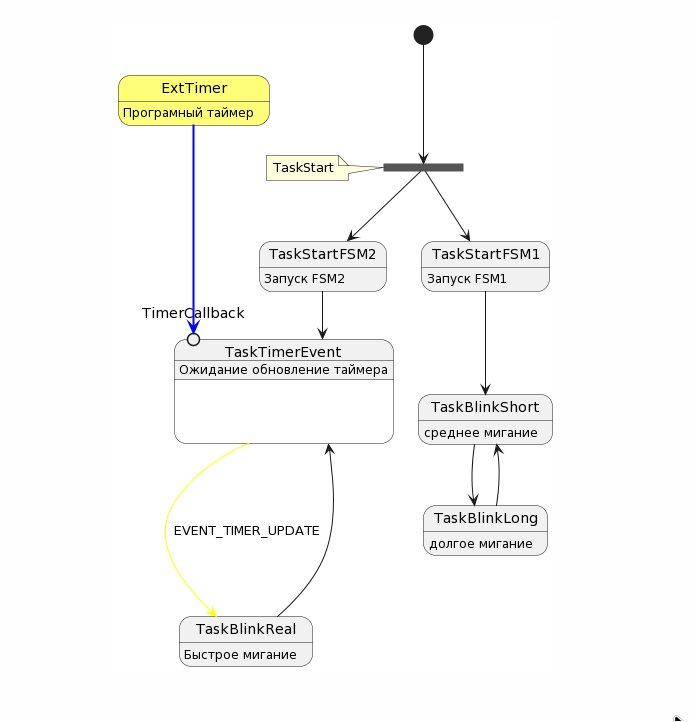 ExtTimer
Програмный таймер
TaskStart
TaskStartFSM2
Запуск FSM2
TaskStartFSM1
Запуск FSM1
TimerCallback
TaskTimerEvent
Ожидание обновление таймера
TaskBlinkShort
среднее мигание
TaskBlinkLong
долгое мигание
EVENT_TIMER_UPDATE
TaskBlinkReal
Быстрое мигание